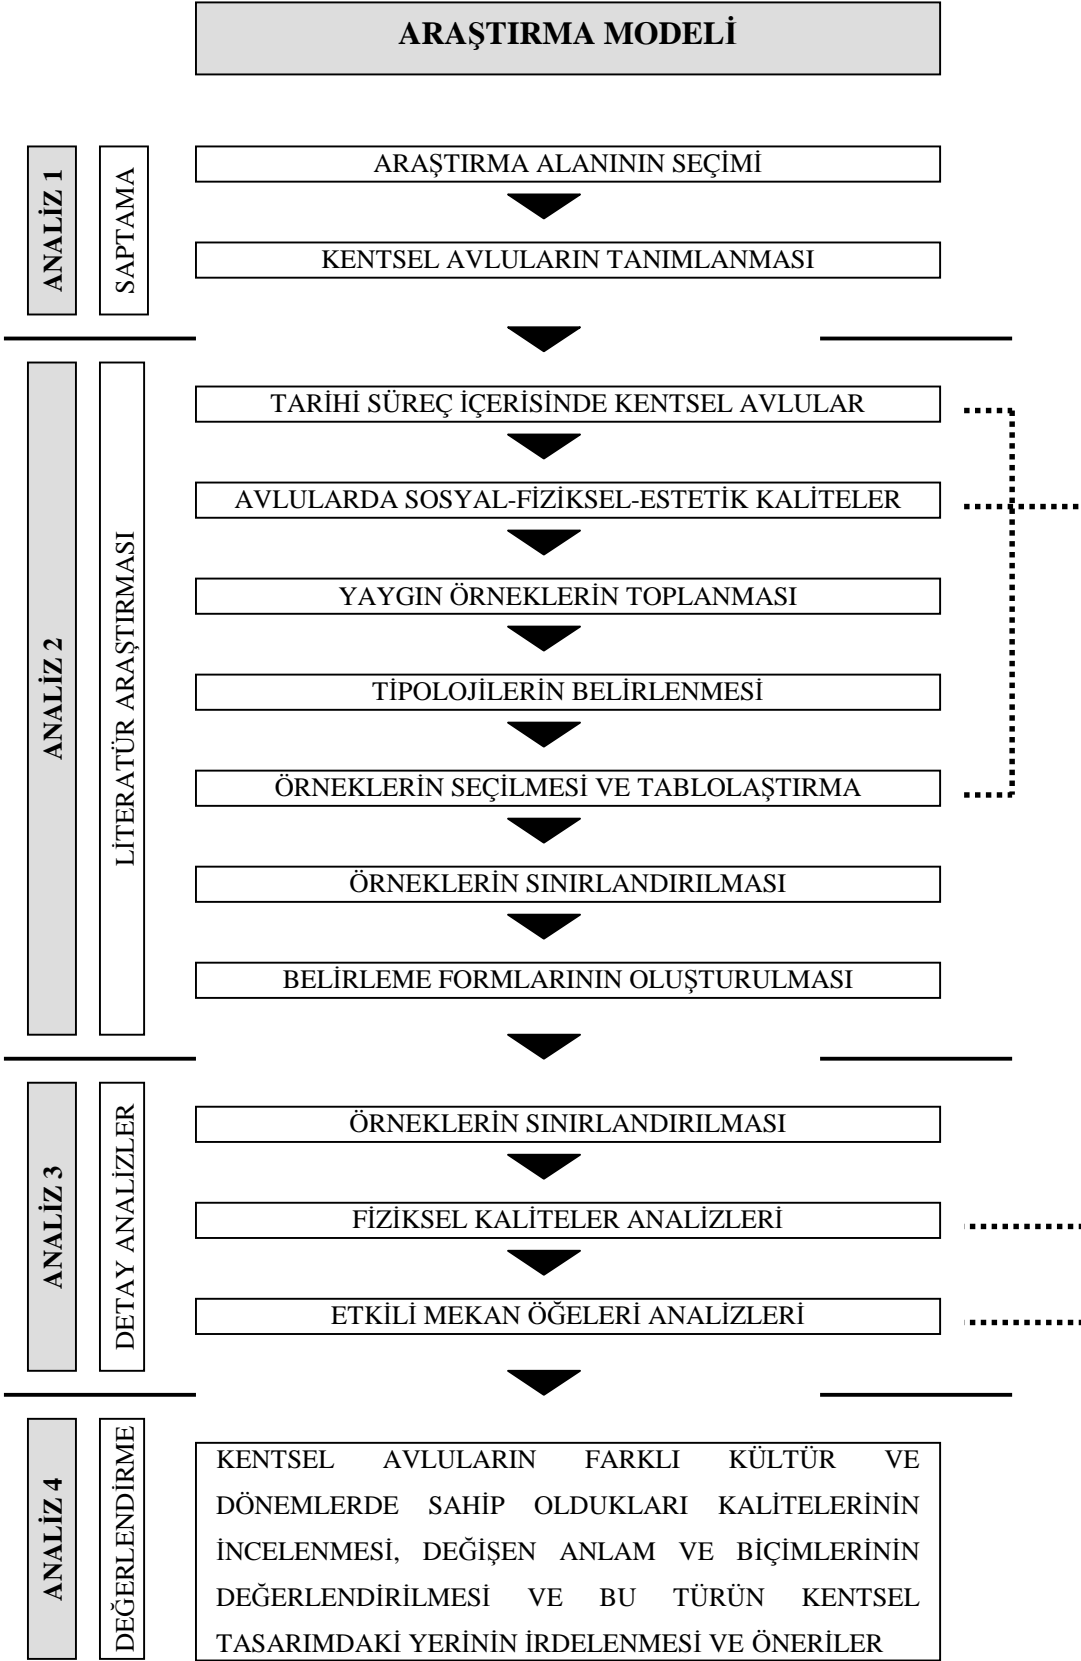 ARAŞTIRMA MODELİ
ANALİZ 1
SAPTAMA
ARAŞTIRMA ALANININ SEÇİMİ
KENTSEL AVLULARIN TANIMLANMASI
ANALİZ 2
LİTERATÜR ARAŞTIRMASI
TARİHİ SÜREÇ İÇERİSİNDE KENTSEL AVLULAR
AVLULARDA SOSYAL-FİZİKSEL-ESTETİK KALİTELER
YAYGIN ÖRNEKLERİN TOPLANMASI
TİPOLOJİLERİN BELİRLENMESİ
ÖRNEKLERİN SEÇİLMESİ VE TABLOLAŞTIRMA
ÖRNEKLERİN SINIRLANDIRILMASI
BELİRLEME FORMLARININ OLUŞTURULMASI
ANALİZ 3
DETAY ANALİZLER
ÖRNEKLERİN SINIRLANDIRILMASI
FİZİKSEL KALİTELER ANALİZLERİ
ETKİLİ MEKAN ÖĞELERİ ANALİZLERİ
ANALİZ 4
DEĞERLENDİRME
KENTSEL AVLULARIN FARKLI KÜLTÜR VE
DÖNEMLERDE SAHİP OLDUKLARI KALİTELERİNİN
İNCELENMESİ, DEĞİŞEN ANLAM VE BİÇİMLERİNİN
DEĞERLENDİRİLMESİ VE BU TÜRÜN KENTSEL
TASARIMDAKİ YERİNİN İRDELENMESİ VE ÖNERİLER